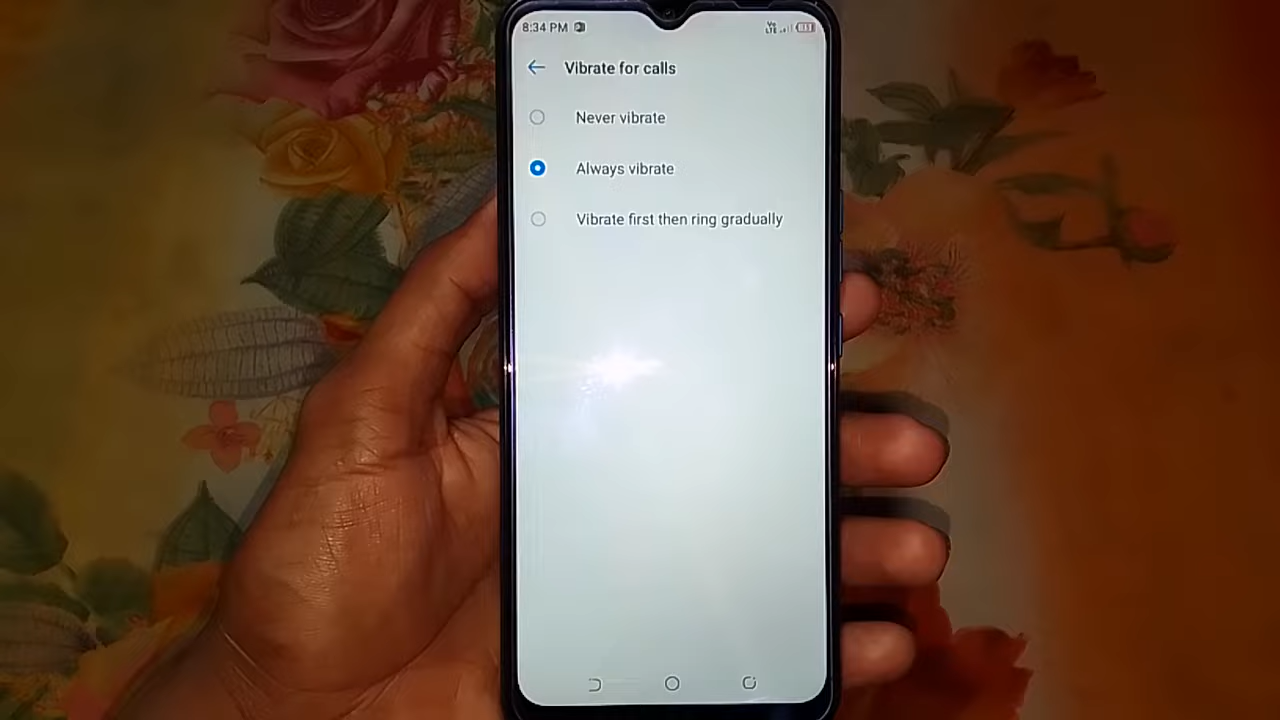 8:34 PM
Vibrate for calls
Never vibrate
Always vibrate
Vibrate first then ring gradually